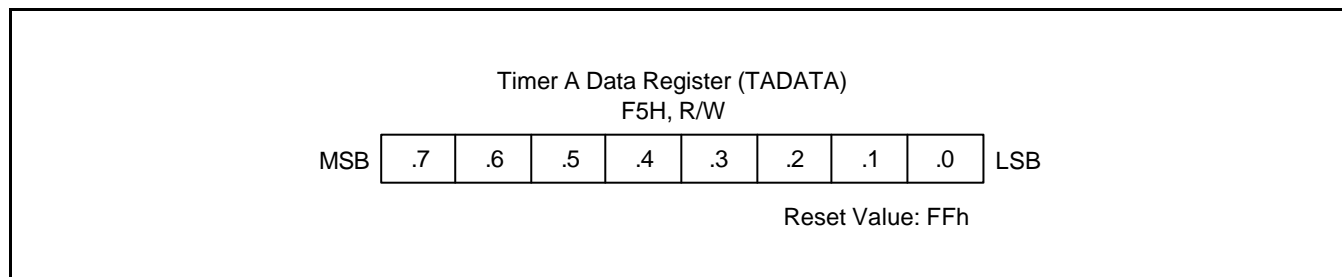 Timer A Data Register (TADATA)
F5H, R/W
MSB .7 .6 .5 .4 .3 .2 .1 .0 LSB
Reset Value: FFh